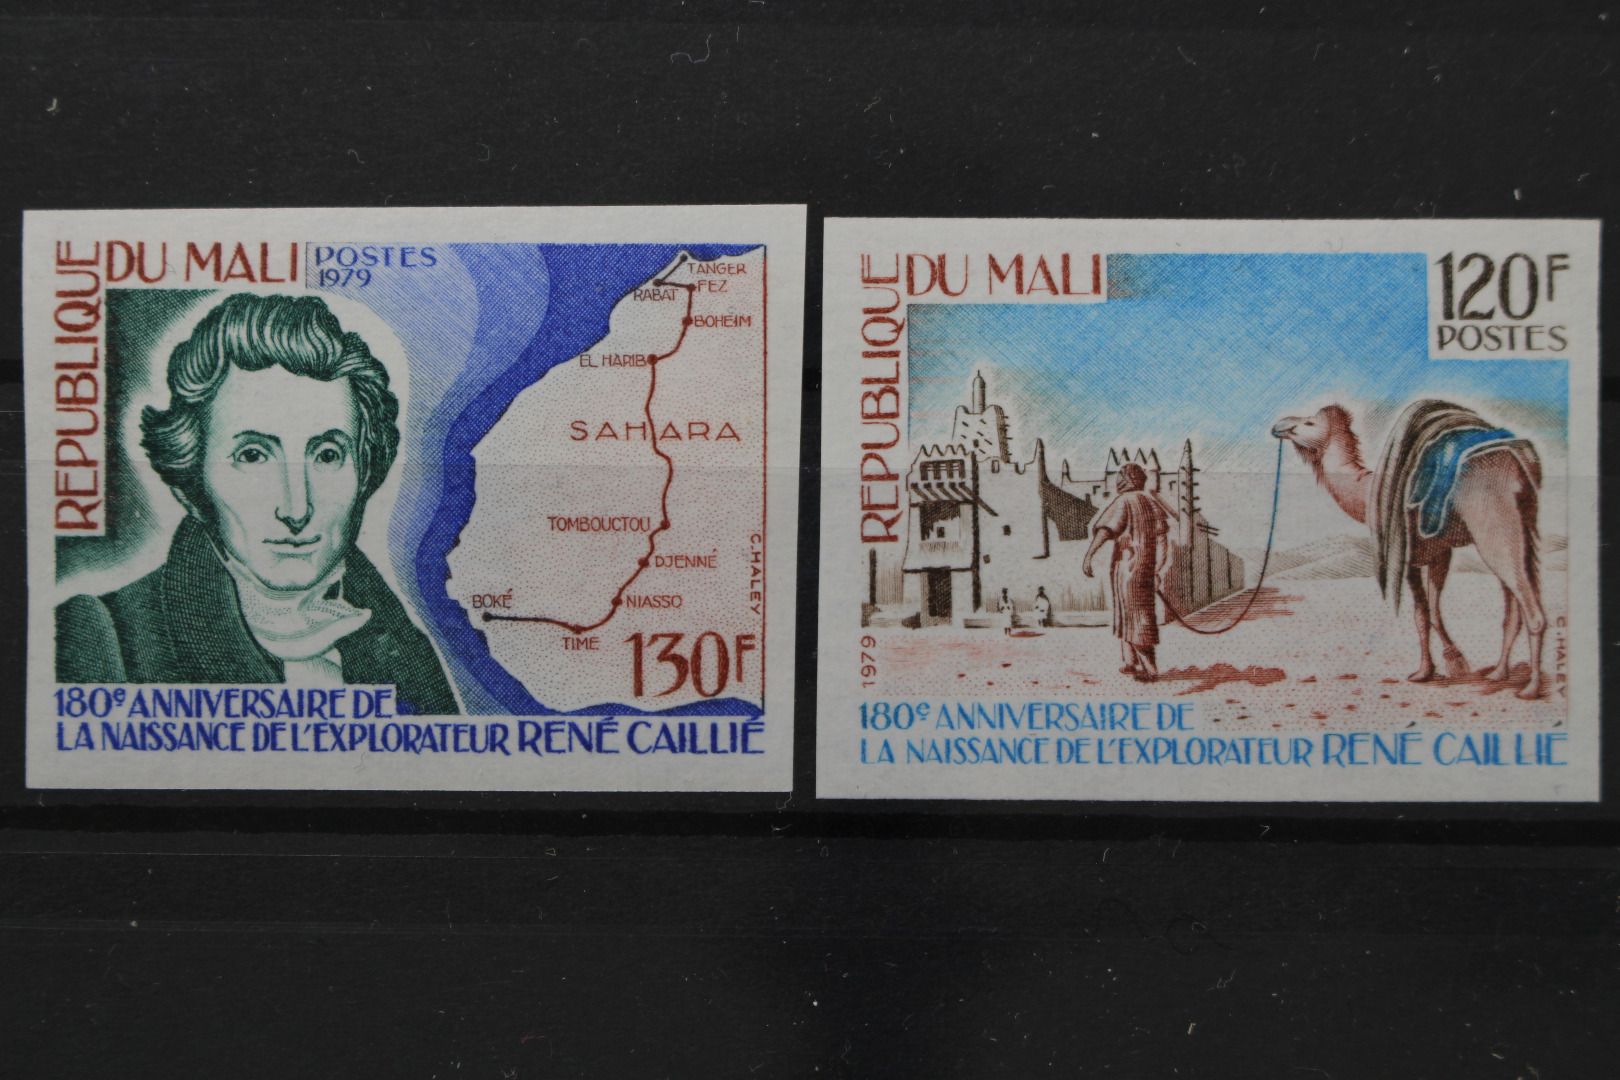 REPUBLIQUE
DU MALI
POSTES
1979
TANGER
RABAT
FEZ
BOHEIM
EL HARIB
SAHARA
TOMBOUCTOU
DJENNÉ
C.HALEY
BOKÉ
NIASSO
TIME
130F
180e ANNIVERSAIRE DE
LA NAISSANCE DE L'EXPLORATEUR RENÉ CAILLIÉ
REPUBLIQUE
DU MALI
120F
POSTES
1979
C.HALEY
180e ANNIVERSAIRE DE
LA NAISSANCE DE L'EXPLORATEUR RENÉ CAILLIÉ